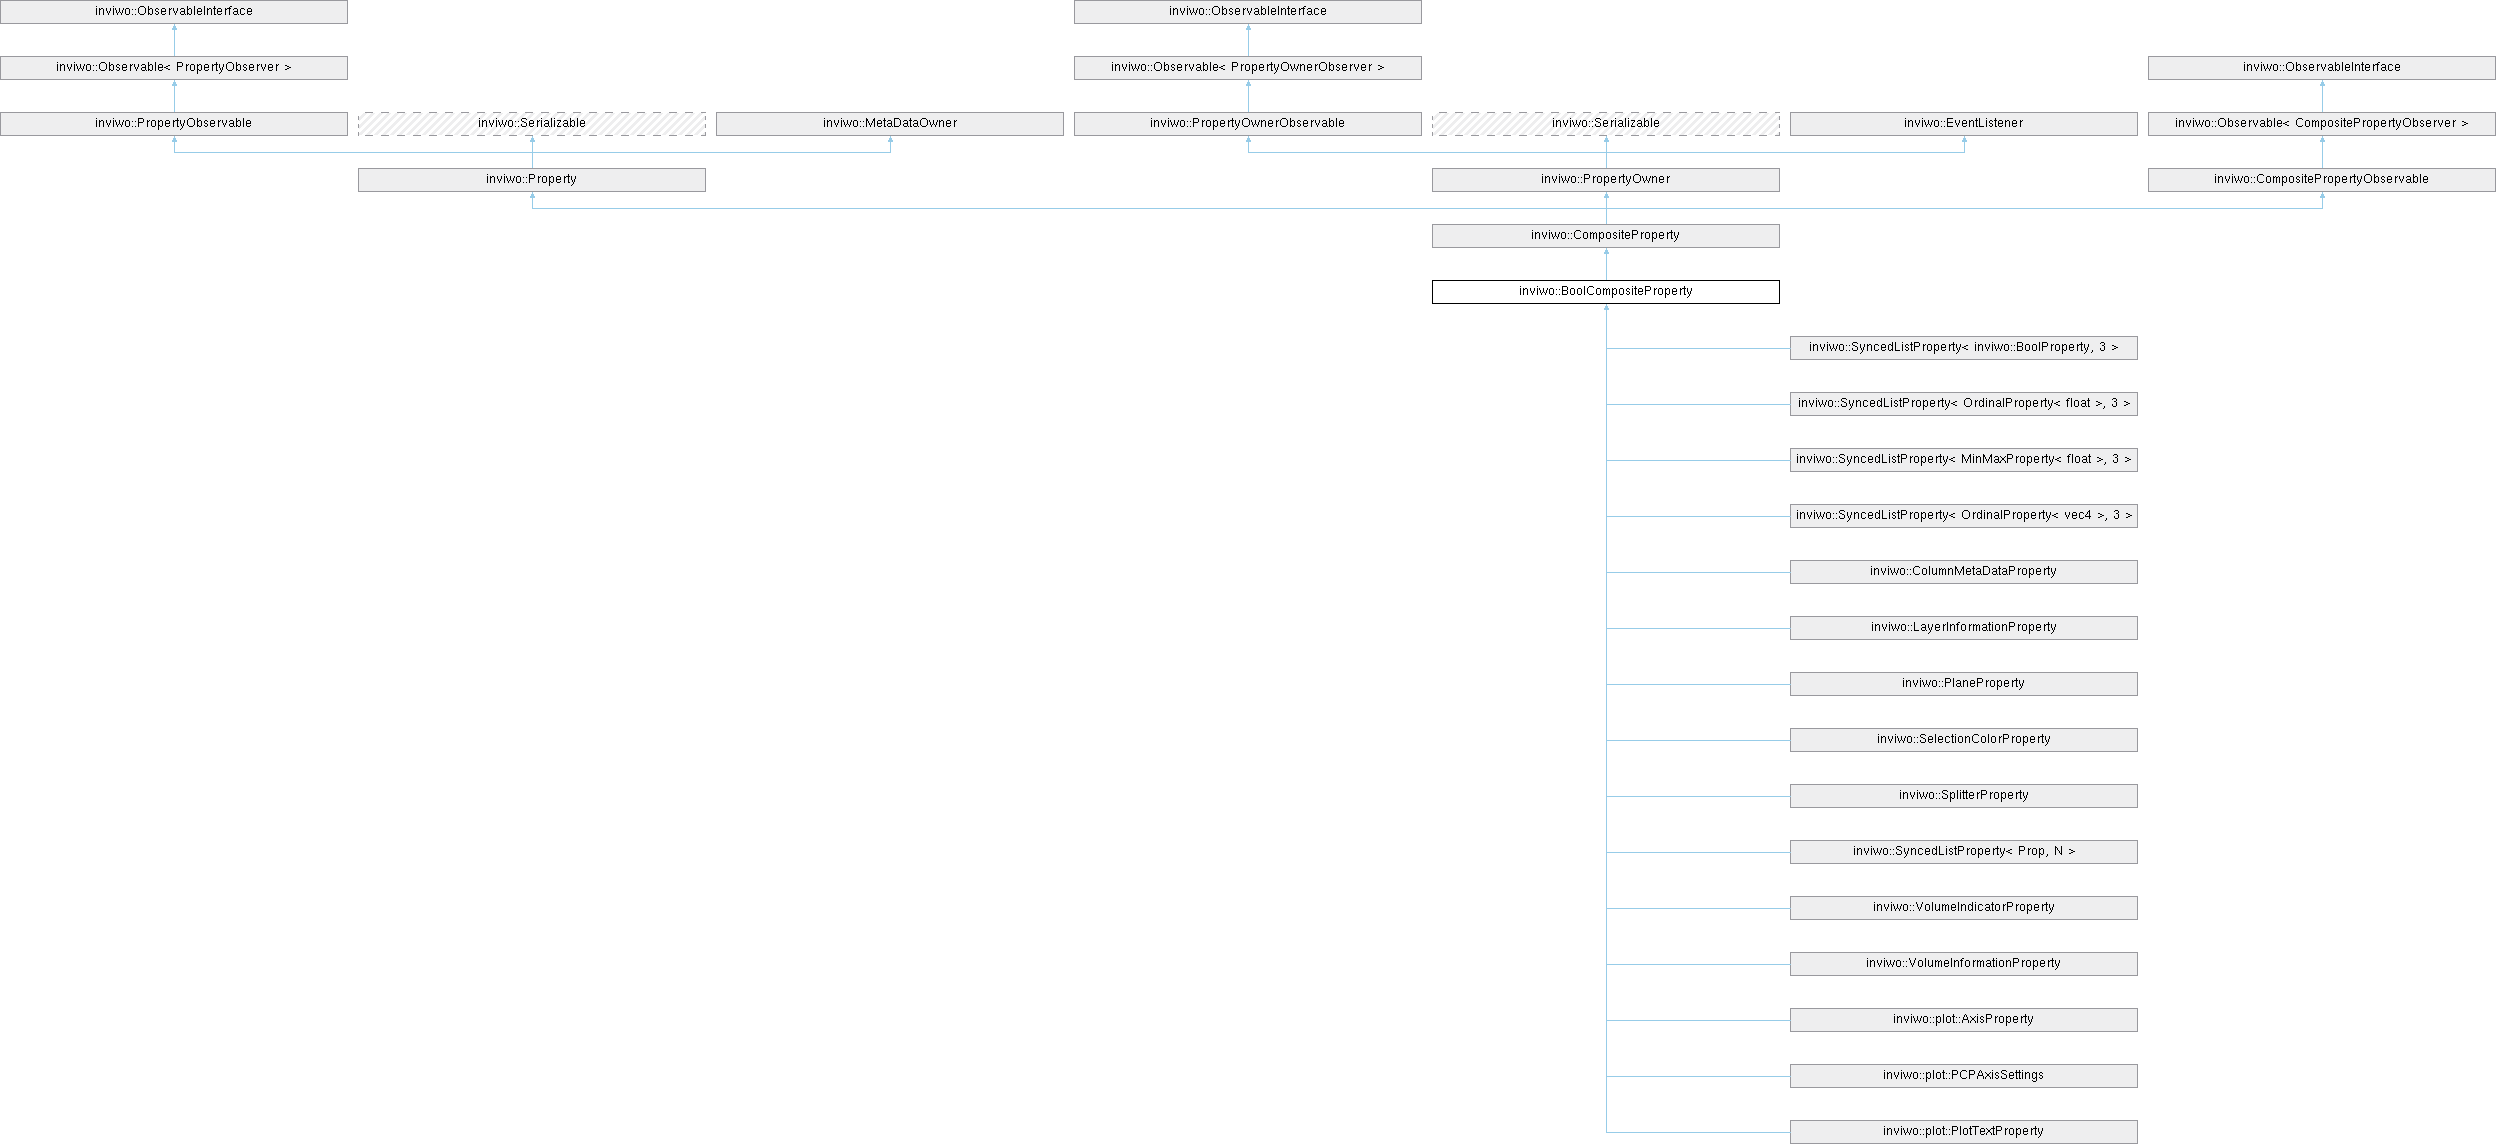 inviwo::ObservableInterface
inviwo::ObservableInterface
inviwo::Observable< PropertyObserver >
inviwo::Observable< PropertyOwnerObserver >
inviwo::ObservableInterface
inviwo::PropertyObservable
inviwo::Serializable
inviwo::MetaDataOwner
inviwo::PropertyOwnerObservable
inviwo::Serializable
inviwo::EventListener
inviwo::Observable< CompositePropertyObserver >
inviwo::Property
inviwo::PropertyOwner
inviwo::CompositePropertyObservable
inviwo::CompositeProperty
inviwo::BoolCompositeProperty
inviwo::SyncedListProperty< inviwo::BoolProperty, 3 >
inviwo::SyncedListProperty< OrdinalProperty< float >, 3 >
inviwo::SyncedListProperty< MinMaxProperty< float >, 3 >
inviwo::SyncedListProperty< OrdinalProperty< vec4 >, 3 >
inviwo::ColumnMetaDataProperty
inviwo::LayerInformationProperty
inviwo::PlaneProperty
inviwo::SelectionColorProperty
inviwo::SplitterProperty
inviwo::SyncedListProperty< Prop, N >
inviwo::VolumeIndicatorProperty
inviwo::VolumeInformationProperty
inviwo::plot::AxisProperty
inviwo::plot::PCPAxisSettings
inviwo::plot::PlotTextProperty